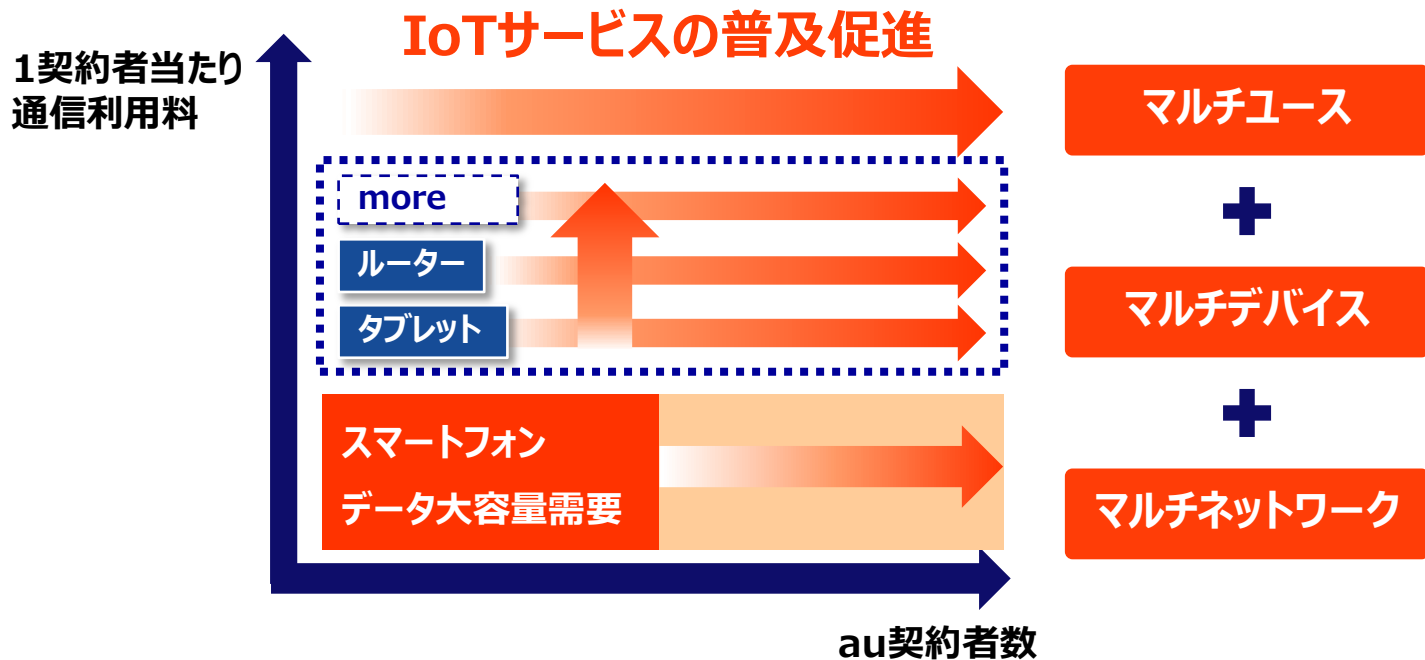 IoTサービスの普及促進
1契約者当たり
通信利用料
more
ルーター
タブレット
スマートフォン
データ大容量需要
au契約者数
マルチユース
+
マルチデバイス
+
マルチネットワーク